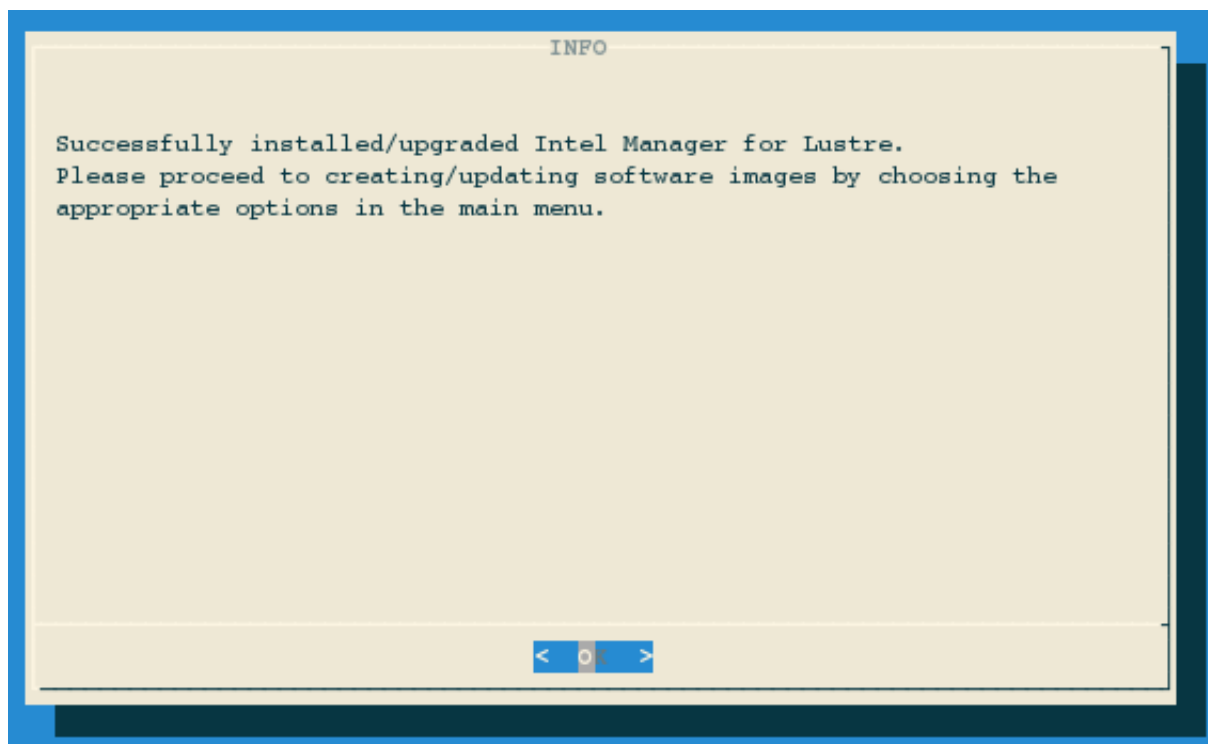 INFO
Successfully installed/upgraded Intel Manager for Lustre.
Please proceed to creating/updating software images by choosing the
appropriate options in the main menu.
< OK >